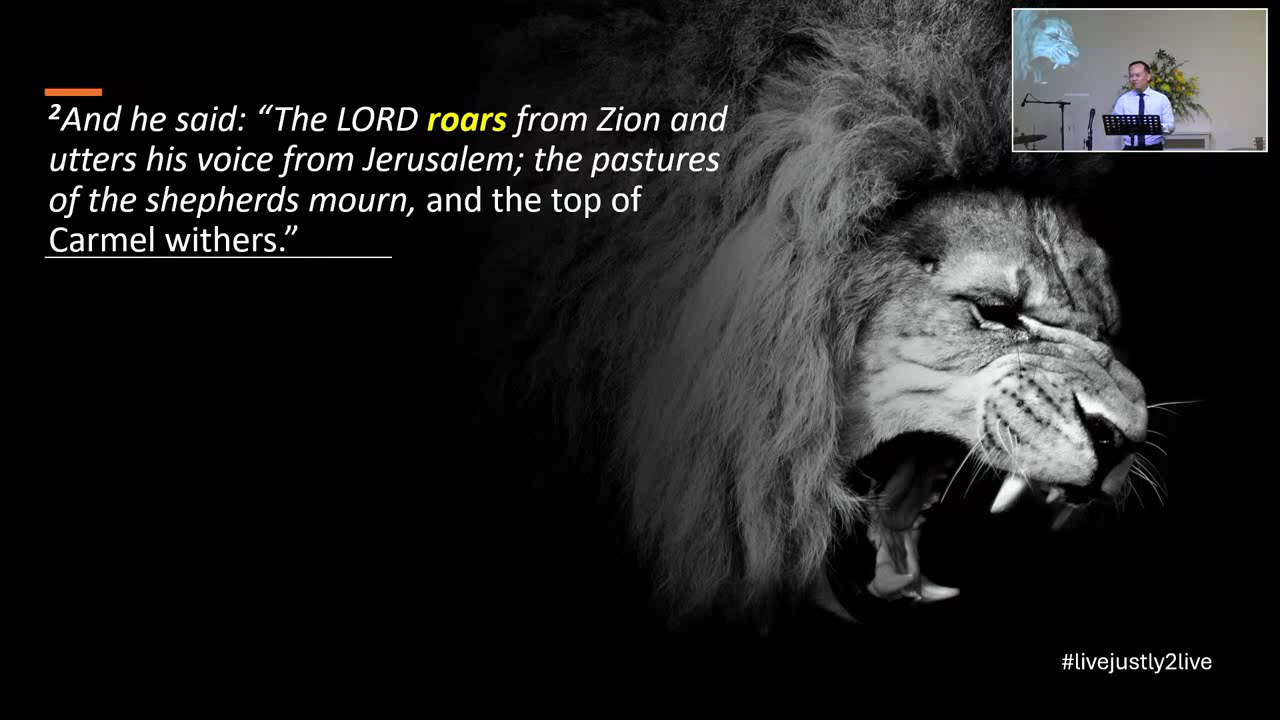 ²And he said: “The LORD roars from Zion and
utters his voice from Jerusalem; the pastures
of the shepherds mourn, and the top of
Carmel withers.”
#livejustly2live